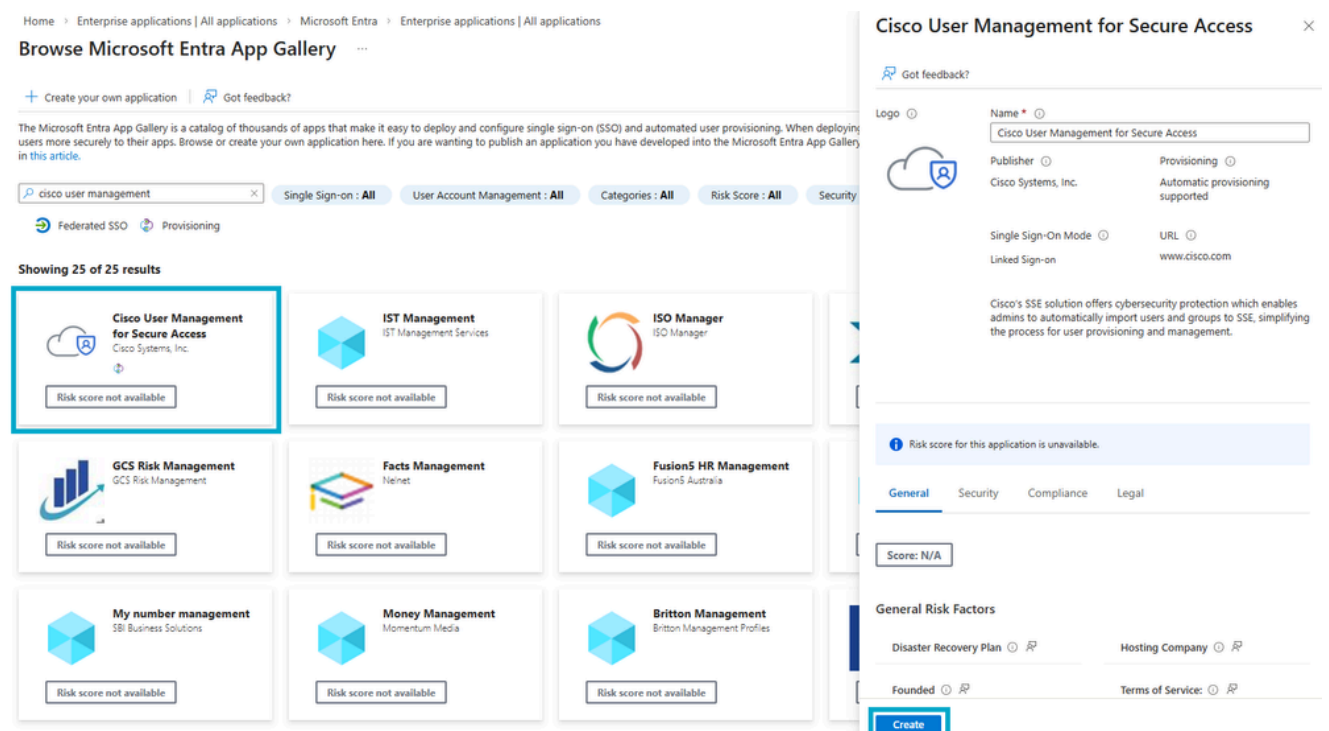 Home > Enterprise applications | All applications > Microsoft Entra > Enterprise applications | All applications
Browse Microsoft Entra App Gallery ...
+ Create your own application | Got feedback?
The Microsoft Entra App Gallery is a catalog of thousands of apps that make it easy to deploy and configure single sign-on (SSO) and automated user provisioning. When deploying
users more securely to their apps. Browse or create your own application here. If you are wanting to publish an application you have developed into the Microsoft Entra App Gallery
in this article.
cisco user management ×
Single Sign-on : All
User Account Management : All
Categories : All
Risk Score : All
Security
Federated SSO
Provisioning
Showing 25 of 25 results
Cisco User Management
for Secure Access
Cisco Systems, Inc.
Risk score not available
IST Management
IST Management Services
Risk score not available
ISO Manager
ISO Manager
Risk score not available
GCS Risk Management
GCS Risk Management
Risk score not available
Facts Management
Nelnet
Risk score not available
Fusion5 HR Management
Fusion5 Australia
Risk score not available
My number management
SBI Business Solutions
Risk score not available
Money Management
Momentum Media
Risk score not available
Britton Management
Britton Management Profiles
Risk score not available
Cisco User Management for Secure Access ×
Got feedback?
Logo
Name *
Cisco User Management for Secure Access
Publisher
Cisco Systems, Inc.
Provisioning
Automatic provisioning
supported
Single Sign-On Mode
Linked Sign-on
URL
www.cisco.com
Cisco's SSE solution offers cybersecurity protection which enables
admins to automatically import users and groups to SSE, simplifying
the process for user provisioning and management.
Risk score for this application is unavailable.
General Security Compliance Legal
Score: N/A
General Risk Factors
Disaster Recovery Plan
Hosting Company
Founded
Terms of Service:
Create